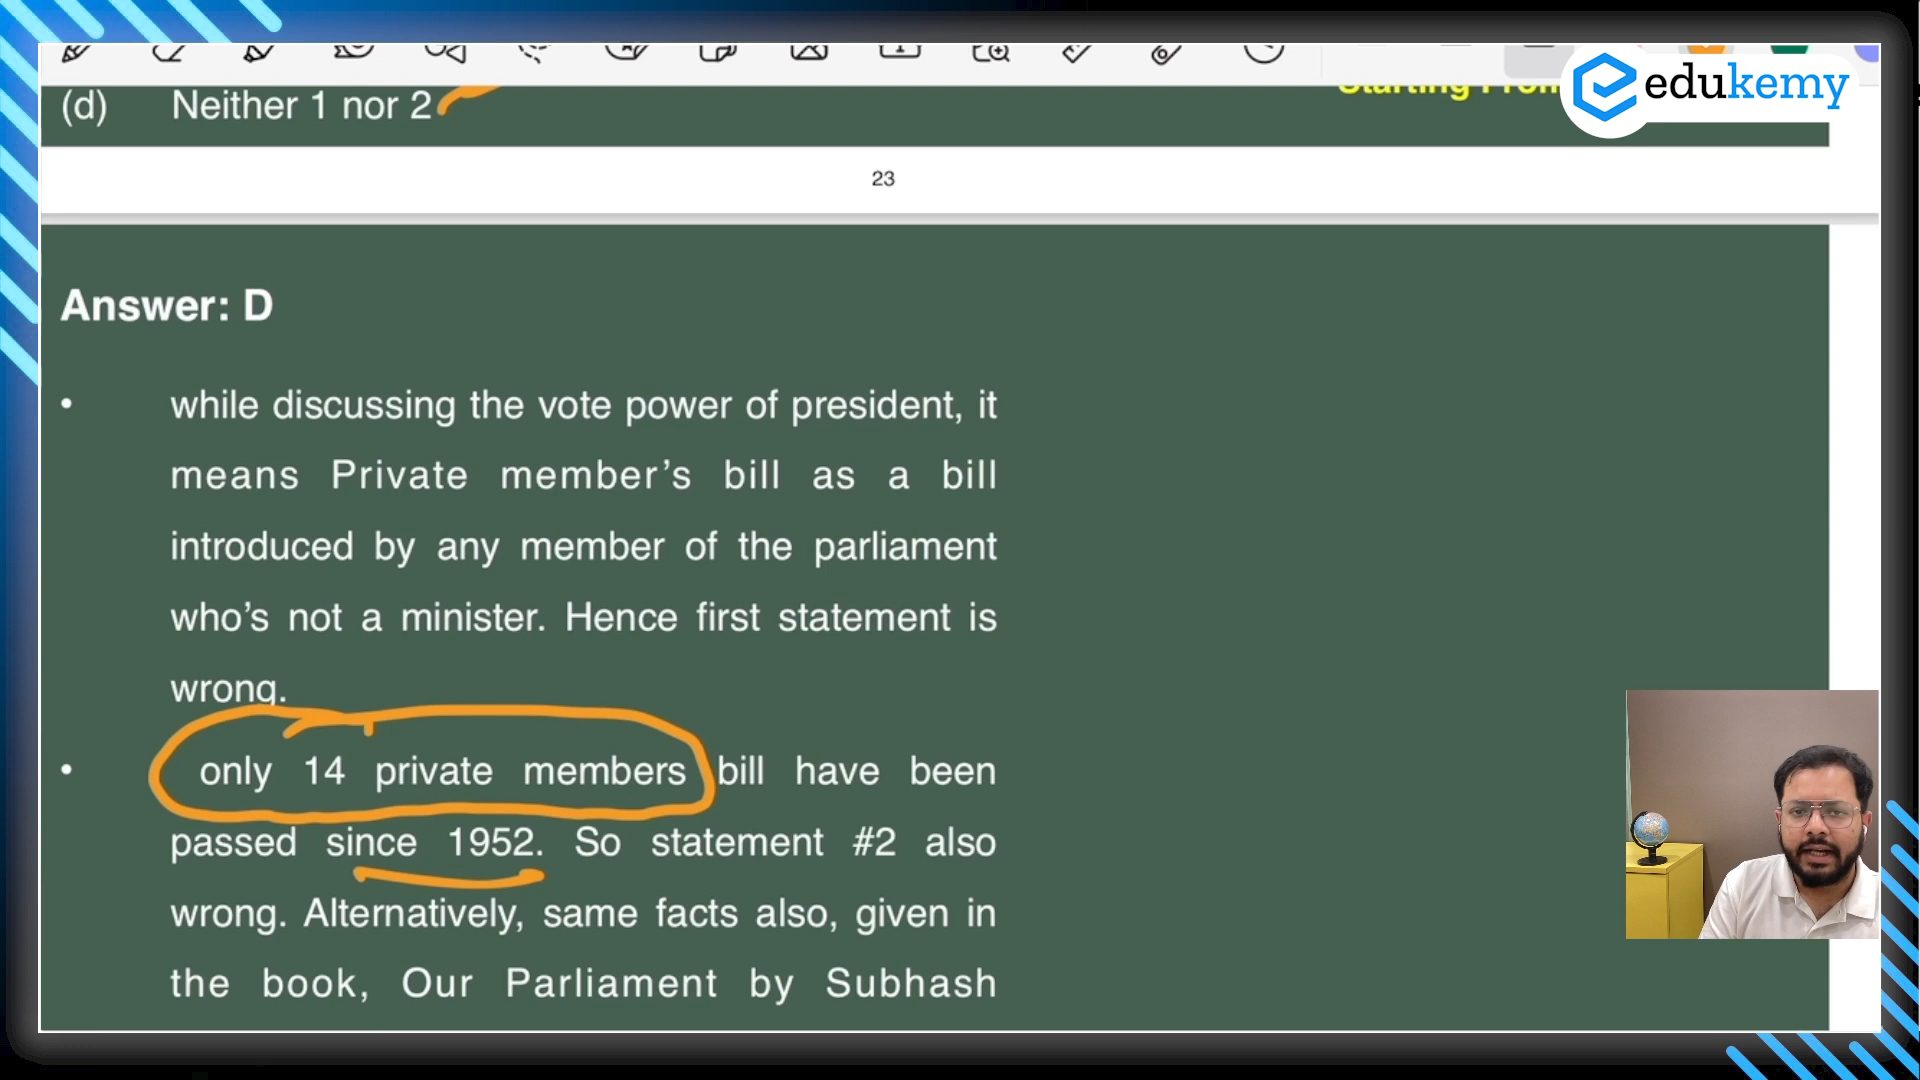 (d) Neither 1 nor 2
Starting From
edukemy
23
Answer: D
• while discussing the vote power of president, it
means Private member’s bill as a bill
introduced by any member of the parliament
who’s not a minister. Hence first statement is
wrong.
• only 14 private members bill have been
passed since 1952. So statement #2 also
wrong. Alternatively, same facts also, given in
the book, Our Parliament by Subhash